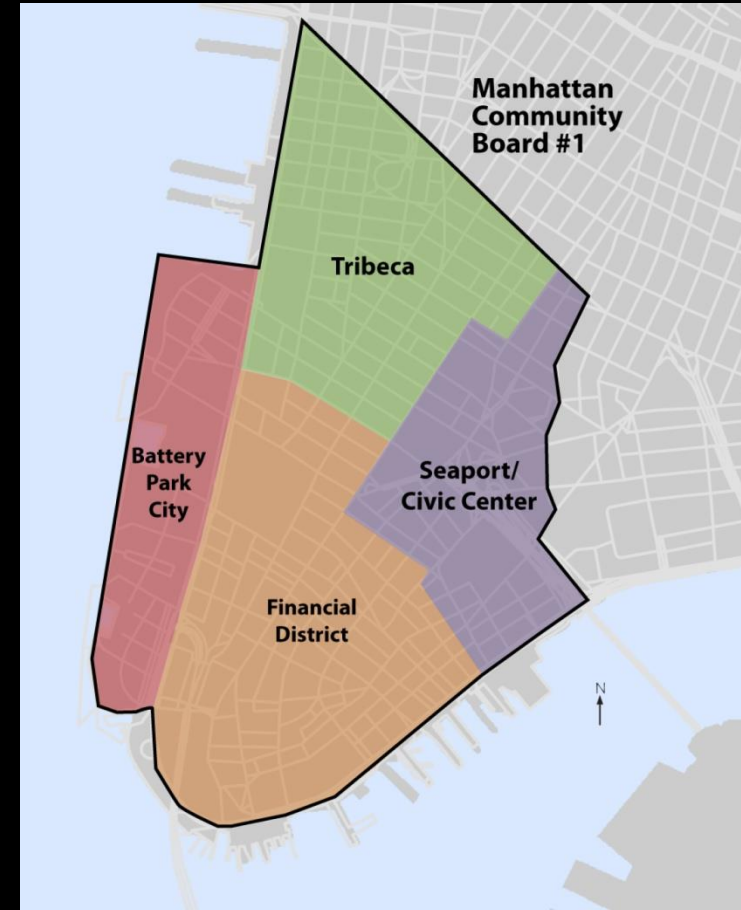 Manhattan
Community
Board #1
Tribeca
Battery
Park
City
Seaport/
Civic Center
Financial
District
N